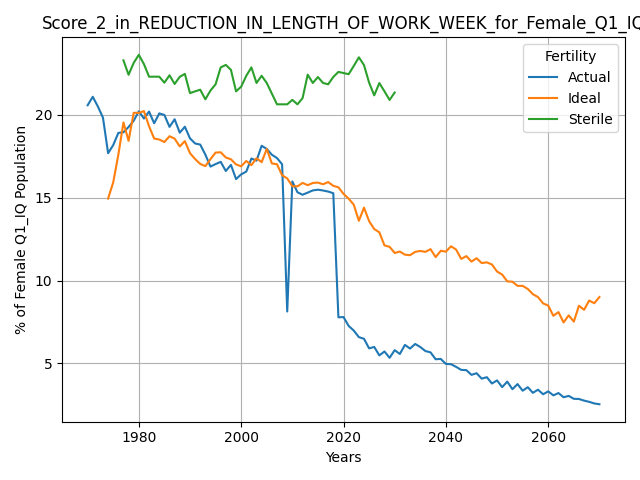 Score_2_in_REDUCTION_IN_LENGTH_OF_WORK_WEEK_for_Female_Q1_IQ
Fertility
Actual
Ideal
Sterile
% of Female Q1_IQ Population
20
15
10
5
1980 2000 2020 2040 2060
Years